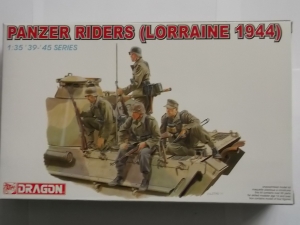 PANZER RIDERS (LORRAINE 1944)
1:35 '39-'45 SERIES
DRAGON